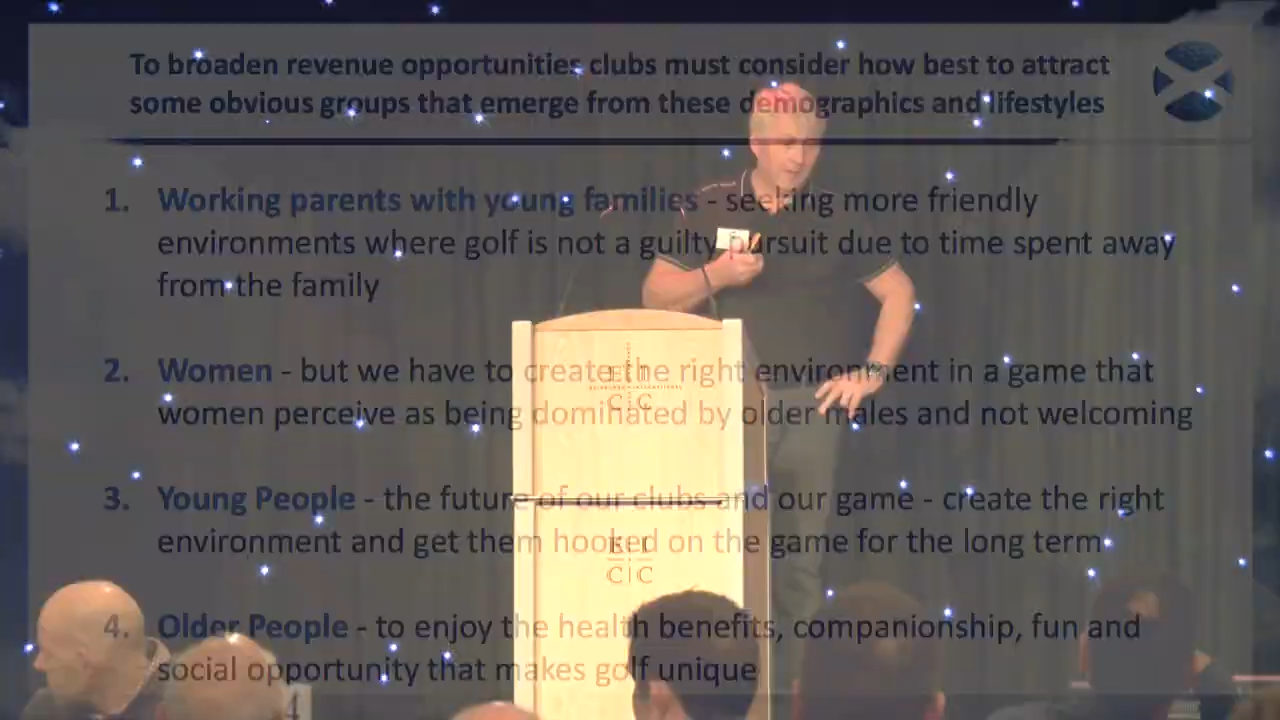 To broaden revenue opportunities clubs must consider how best to attract
some obvious groups that emerge from these demographics and lifestyles
1. Working parents with young families - seeking more friendly
environments where golf is not a guilty pursuit due to time spent away
from the family
2. Women - but we have to create the right environment in a game that
women perceive as being dominated by older males and not welcoming
3. Young People - the future of our clubs and our game - create the right
environment and get them hooked on the game for the long term
4. Older People - to enjoy the health benefits, companionship, fun and
social opportunity that makes golf unique
E I
C C
E I
C C
4